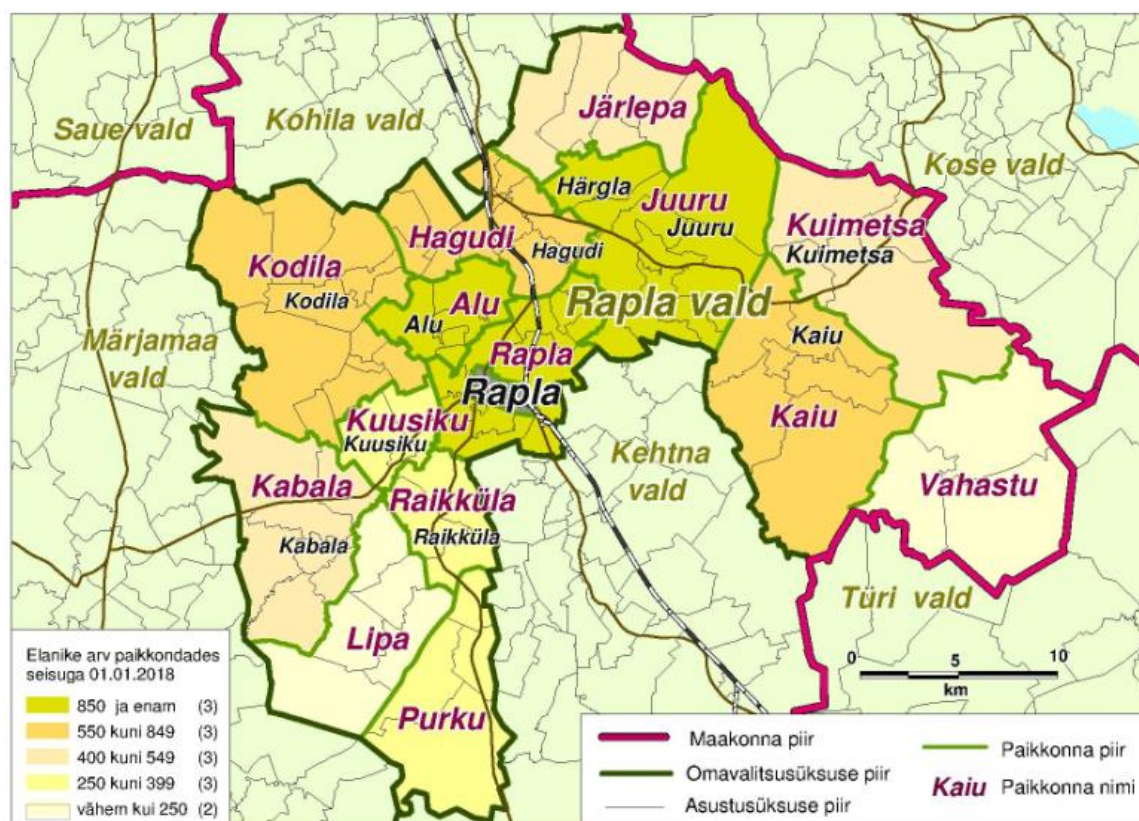 Järlepa
Saue vald
Kohila vald
Kose vald
Härgla
Juuru
Juuru
Kuimetsa
Kuimetsa
Hagudi
Hagudi
Kodila
Kodila
Alu
Alu
Rapla vald
Märjamaa
vald
Rapla
Rapla
Kaiu
Kaiu
Kuusiku
Kuusiku
Kehtna
vald
Kabala
Kabala
Raikküla
Raikküla
Vahastu
Türi vald
Lipa
Purku
Elanike arv paikkondades
seisuga 01.01.2018
850 ja enam (3)
550 kuni 849 (3)
400 kuni 549 (3)
250 kuni 399 (3)
vähem kui 250 (2)
0 5 10
km
Maakonna piir
Omavalitsusüksuse piir
Asustusüksuse piir
Paikkonna piir
Kaiu Paikkonna nimi